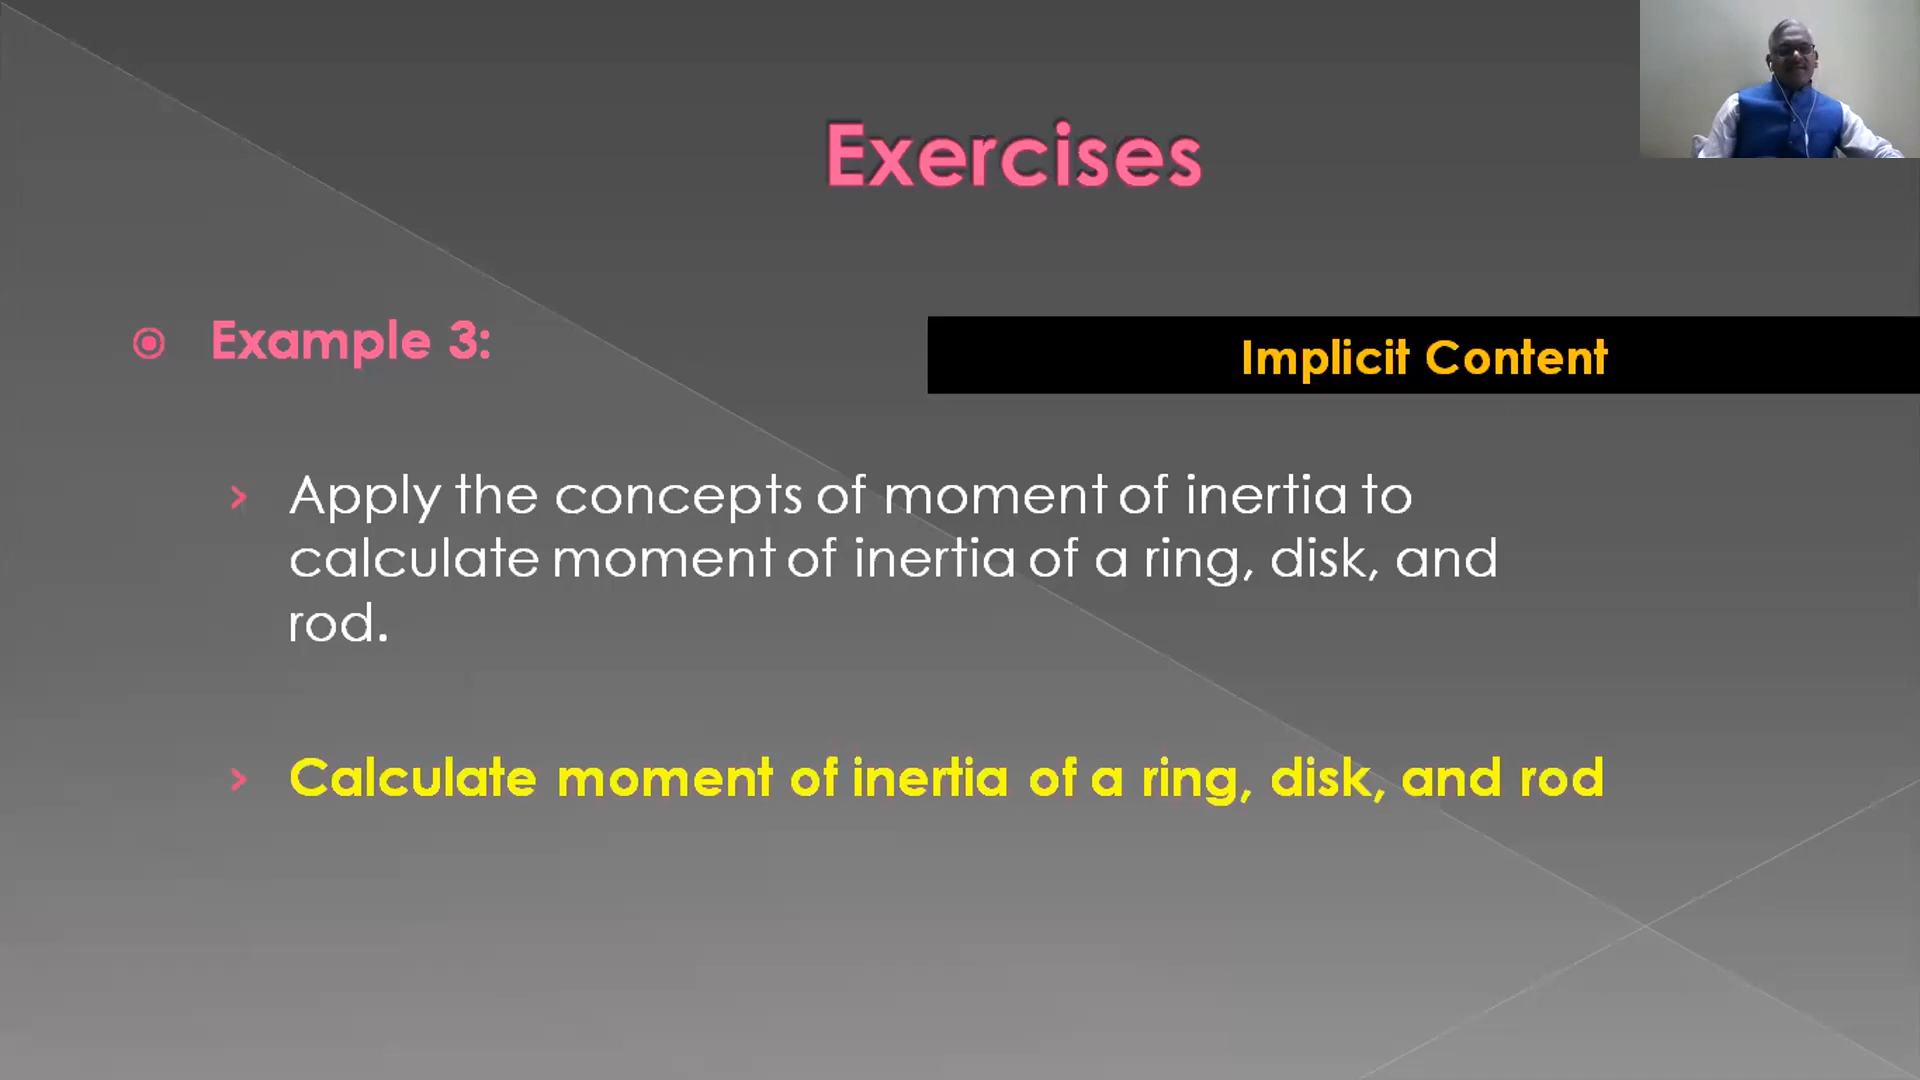 Exercises
Example 3:
Implicit Content
Apply the concepts of moment of inertia to
calculate moment of inertia of a ring, disk, and
rod.
Calculate moment of inertia of a ring, disk, and rod